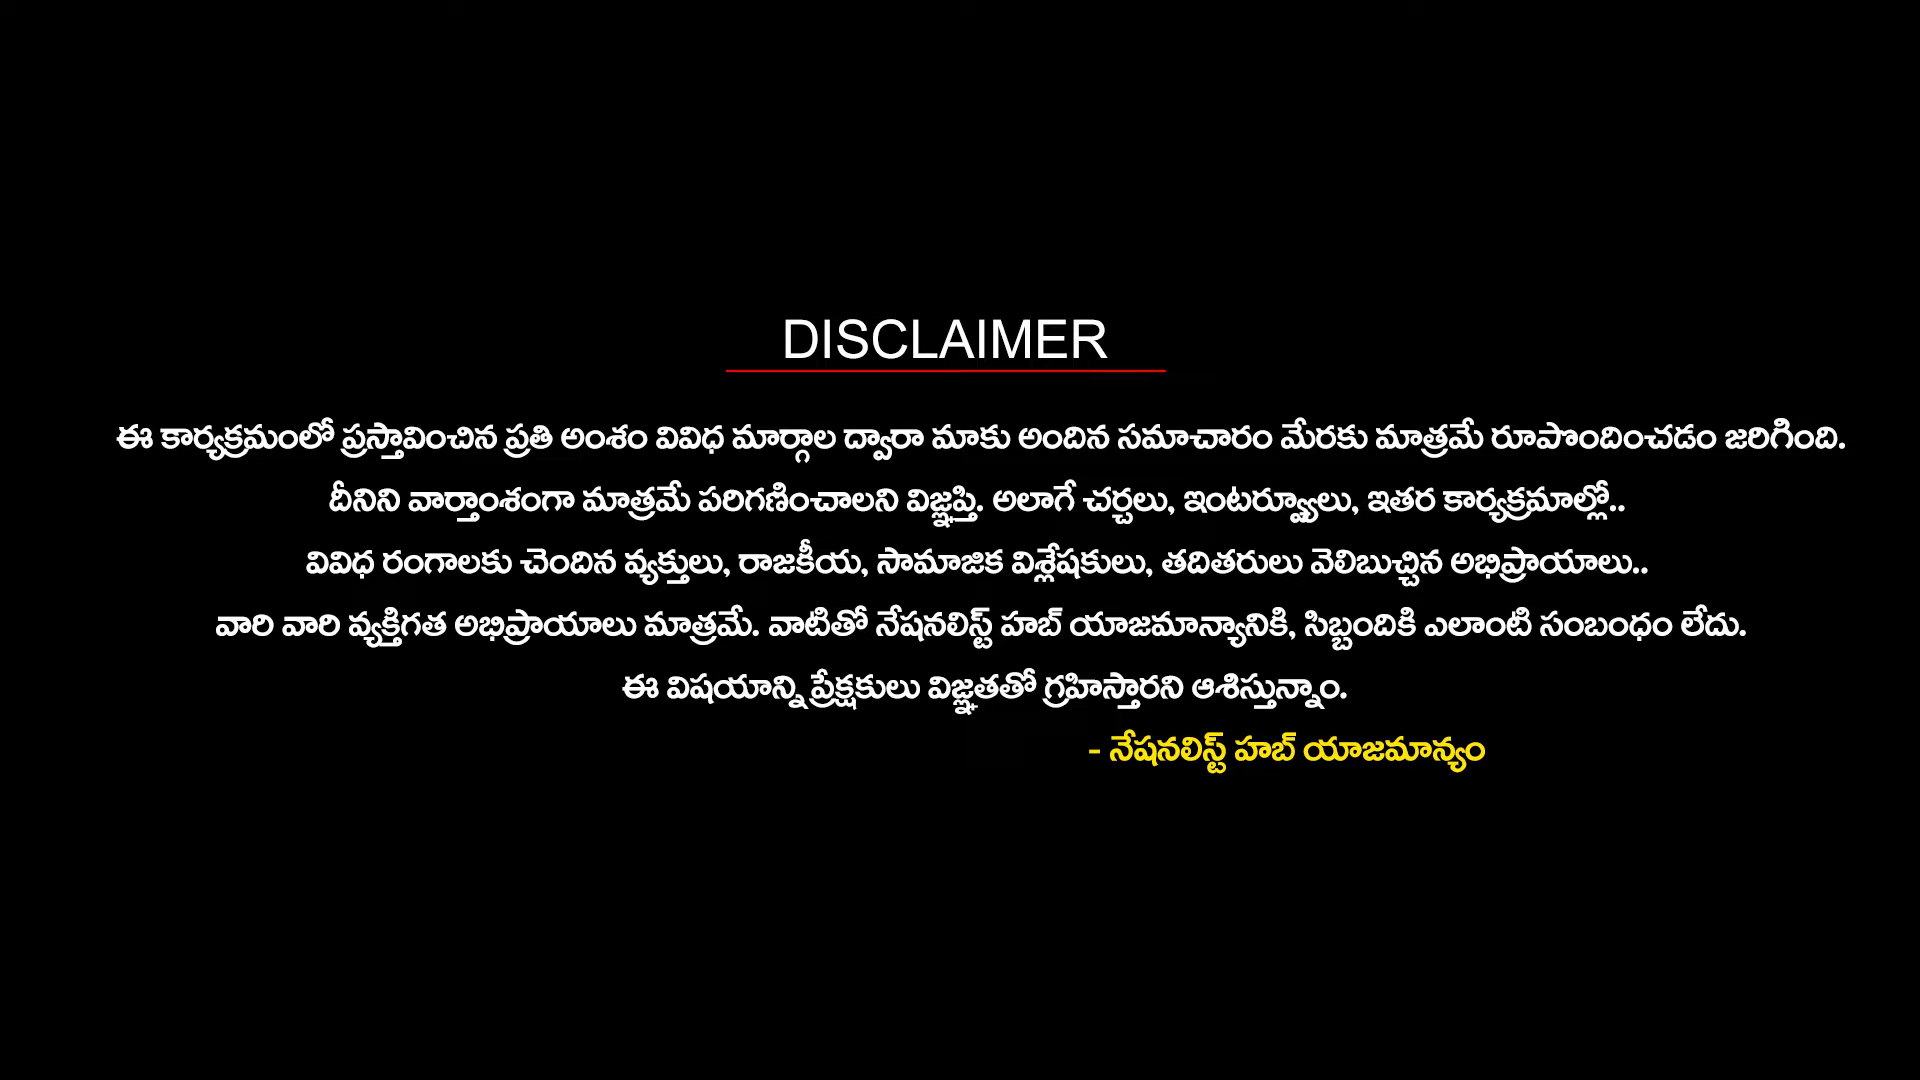 DISCLAIMER
ఈ కార్యక్రమంలో ప్రస్తావించిన ప్రతి అంశం వివిధ మార్గాల ద్వారా మాకు అందిన సమాచారం మేరకు మాత్రమే రూపొందించడం జరిగింది.
దీనిని వార్తాంశంగా మాత్రమే పరిగణించాలని విజ్ఞప్తి. అలాగే చర్చలు, ఇంటర్వ్యూలు, ఇతర కార్యక్రమాల్లో..
వివిధ రంగాలకు చెందిన వ్యక్తులు, రాజకీయ, సామాజిక విశ్లేషకులు, తదితరులు వెలిబుచ్చిన అభిప్రాయాలు..
వారి వారి వ్యక్తిగత అభిప్రాయాలు మాత్రమే. వాటితో నేషనలిస్ట్ హబ్ యాజమాన్యానికి, సిబ్బందికి ఎలాంటి సంబంధం లేదు.
ఈ విషయాన్ని ప్రేక్షకులు విజ్ఞతతో గ్రహిస్తారని ఆశిస్తున్నాం.
- నేషనలిస్ట్ హబ్ యాజమాన్యం